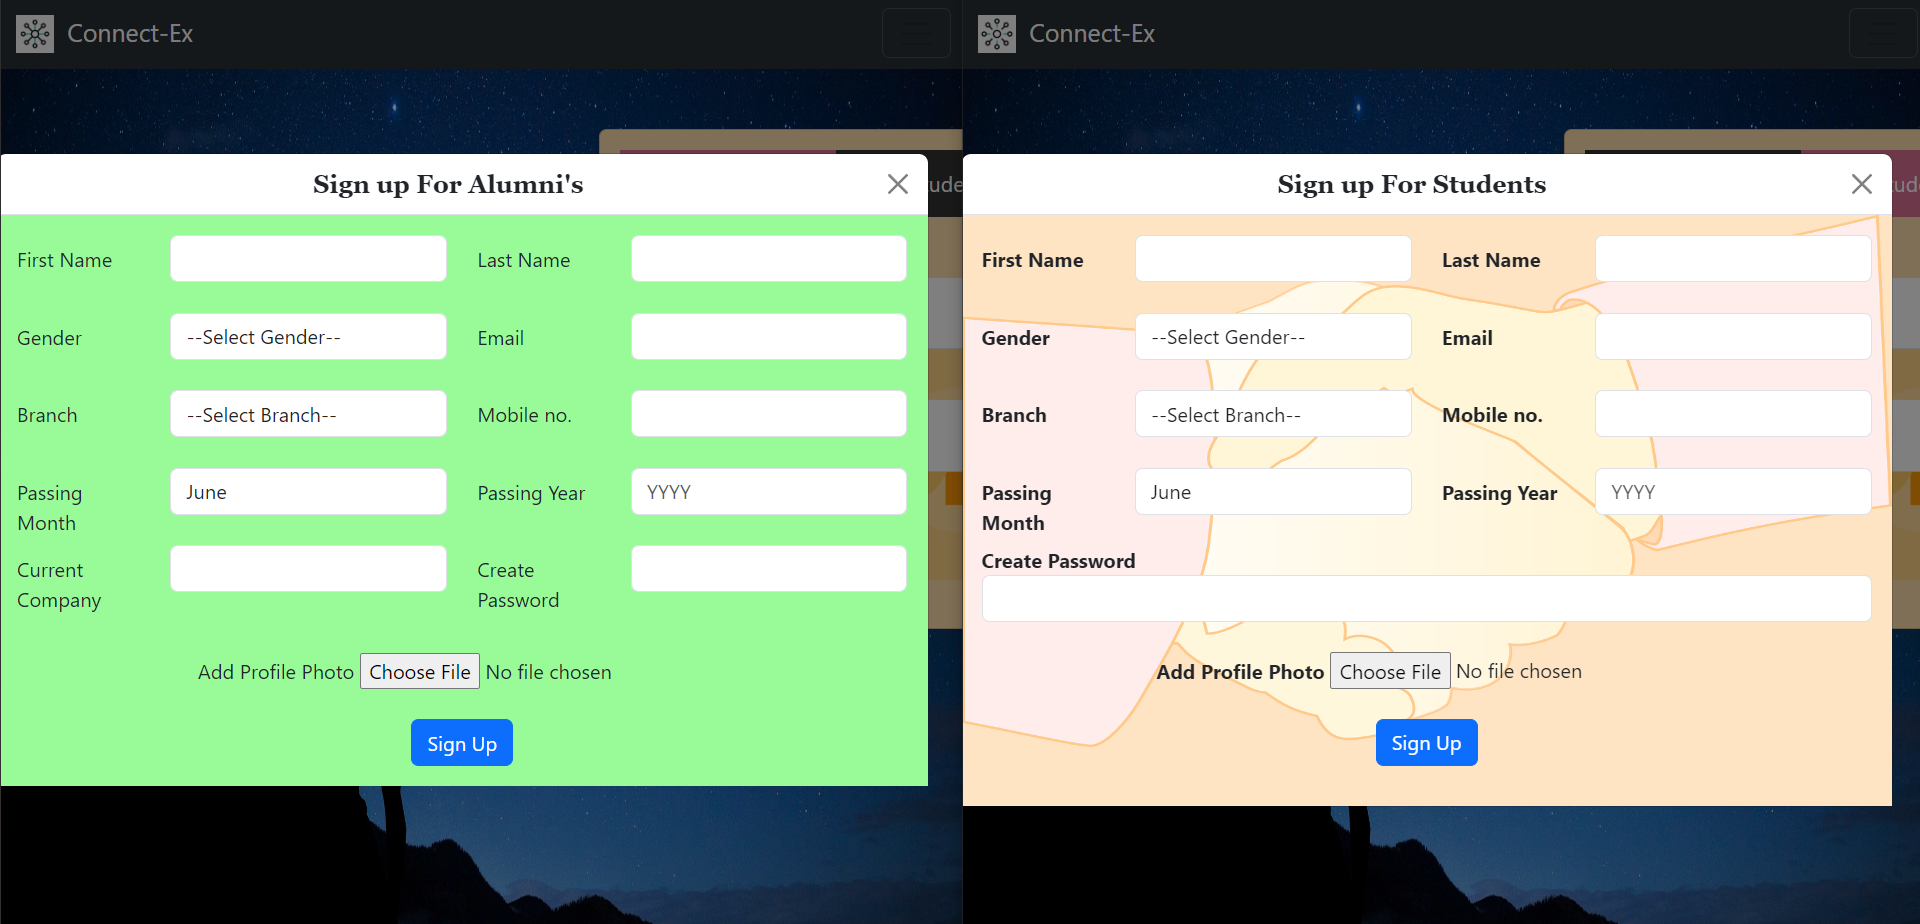 Connect-Ex
Sign up For Alumni's
First Name
Last Name
Gender
--Select Gender--
Email
Branch
--Select Branch--
Mobile no.
Passing
Month
June
Passing Year
YYYY
Current
Company
Create
Password
Add Profile Photo Choose File No file chosen
Sign Up
Connect-Ex
Sign up For Students
First Name
Last Name
Gender
--Select Gender--
Email
Branch
--Select Branch--
Mobile no.
Passing
Month
June
Passing Year
YYYY
Create Password
Add Profile Photo Choose File No file chosen
Sign Up